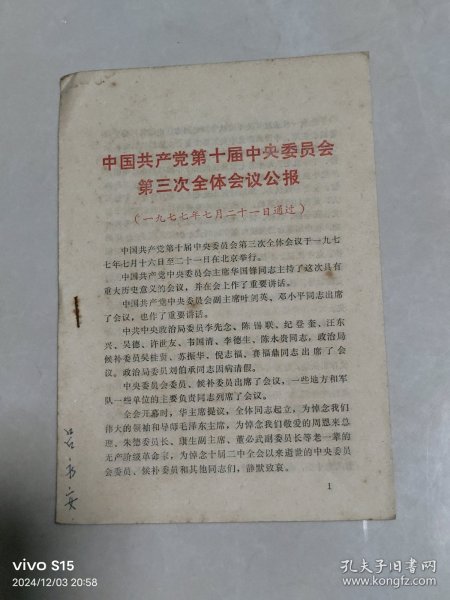 中国共产党第十届中央委员会
第三次全体会议公报
(一九七七年七月二十一日通过)
中国共产党第十届中央委员会第三次全体会议于一九七
七年七月十六日至二十一日在北京举行。
中国共产党中央委员会主席华国锋同志主持了这次具有
重大历史意义的会议,并在会上作了重要讲话。
中国共产党中央委员会副主席叶剑英、邓小平同志出席
了会议,也作了重要讲话。
中共中央政治局委员李先念、陈锡联、纪登奎、汪东
兴、吴德、许世友、韦国清、李德生、陈永贵同志,政治局
候补委员吴桂贤、苏振华、倪志福、赛福鼎同志出席了会
议。政治局委员刘伯承同志因病请假。
中央委员会委员、候补委员出席了会议,一些地方和军
队一些单位的主要负责同志列席了会议。
全会开幕时,华主席提议,全体同志起立,为悼念我们
伟大的领袖和导师毛泽东主席,为悼念我们敬爱的周恩来总
理、朱德委员长、康生副主席、董必武副委员长等老一辈的
无产阶级革命家,为悼念十届二中全会以来逝世的中央委员
会委员、候补委员和其他同志们,静默致哀。
1
vivo S15
2024/12/03 20:58
孔夫子旧书网
www.kongfz.com